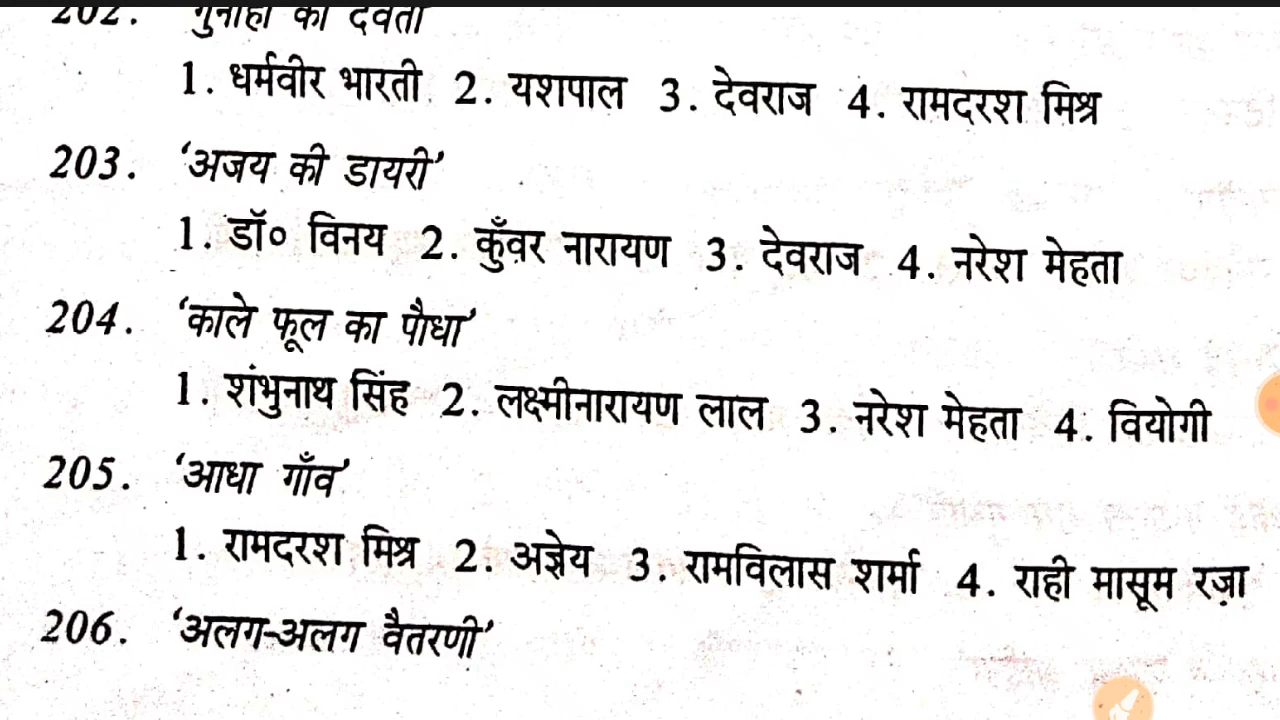 202. गुनाहों का देवता
1. धर्मवीर भारती 2. यशपाल 3. देवराज 4. रामदरश मिश्र
203. ‘अजय की डायरी’
1. डॉ० विनय 2. कुँवर नारायण 3. देवराज 4. नरेश मेहता
204. ‘काले फूल का पौधा’
1. शंभुनाथ सिंह 2. लक्ष्मीनारायण लाल 3. नरेश मेहता 4. वियोगी
205. ‘आधा गाँव’
1. रामदरश मिश्र 2. अज्ञेय 3. रामविलास शर्मा 4. राही मासूम रज़ा
206. ‘अलग-अलग वैतरणी’